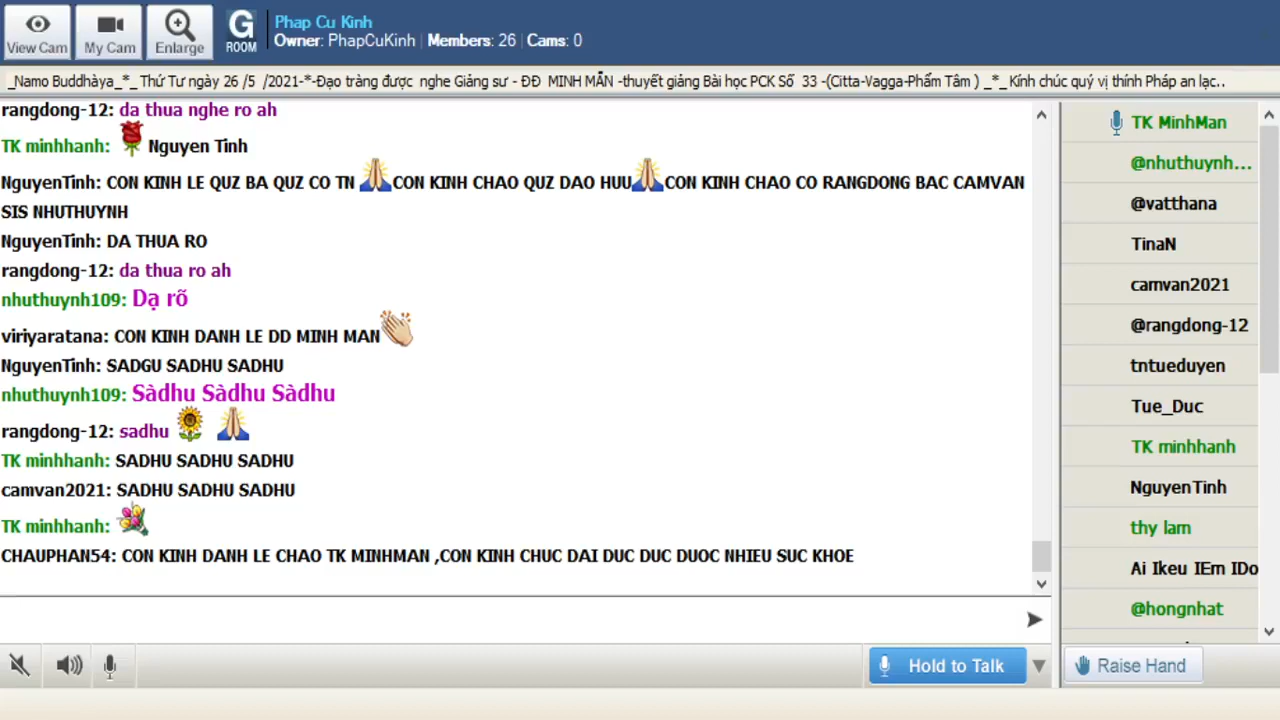 View Cam
My Cam
Enlarge
G
ROOM
Phap Cu Kinh
Owner: PhapCuKinh | Members: 26 | Cams: 0
_Namo Buddhàya_*_ Thứ Tư ngày 26 /5 /2021-*-Đạo tràng được nghe Giảng sư - ĐĐ MINH MẪN -thuyết giảng Bài học PCK Số 33 -(Citta-Vagga-Phẩm Tâm ) _*_ Kính chúc quý vị thính Pháp an lạc..
rangdong-12: da thua nghe ro ah
TK minhhanh: Nguyen Tinh
NguyenTinh: CON KINH LE QUZ BA QUZ CO TN CON KINH CHAO QUZ DAO HUU CON KINH CHAO CO RANGDONG BAC CAMVAN
SIS NHUTHUYNH
NguyenTinh: DA THUA RO
rangdong-12: da thua ro ah
nhuthuynh109: Dạ rõ
viriyaratana: CON KINH DANH LE DD MINH MAN
NguyenTinh: SADGU SADHU SADHU
nhuthuynh109: Sàdhu Sàdhu Sàdhu
rangdong-12: sadhu
TK minhhanh: SADHU SADHU SADHU
camvan2021: SADHU SADHU SADHU
TK minhhanh:
CHAUPHAN54: CON KINH DANH LE CHAO TK MINHMAN ,CON KINH CHUC DAI DUC DUC DUOC NHIEU SUC KHOE
TK MinhMan
@nhuthuynh...
@vatthana
TinaN
camvan2021
@rangdong-12
tntueduyen
Tue_Duc
TK minhhanh
NguyenTinh
thy lam
Ai Ikeu IEm IDo
@hongnhat
Hold to Talk
Raise Hand